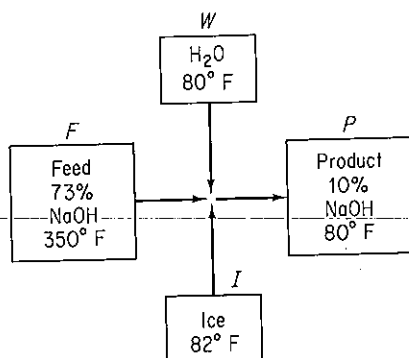 W
H₂O
80° F
F
Feed
73%
NaOH
350° F
P
Product
10%
NaOH
80° F
I
Ice
82° F